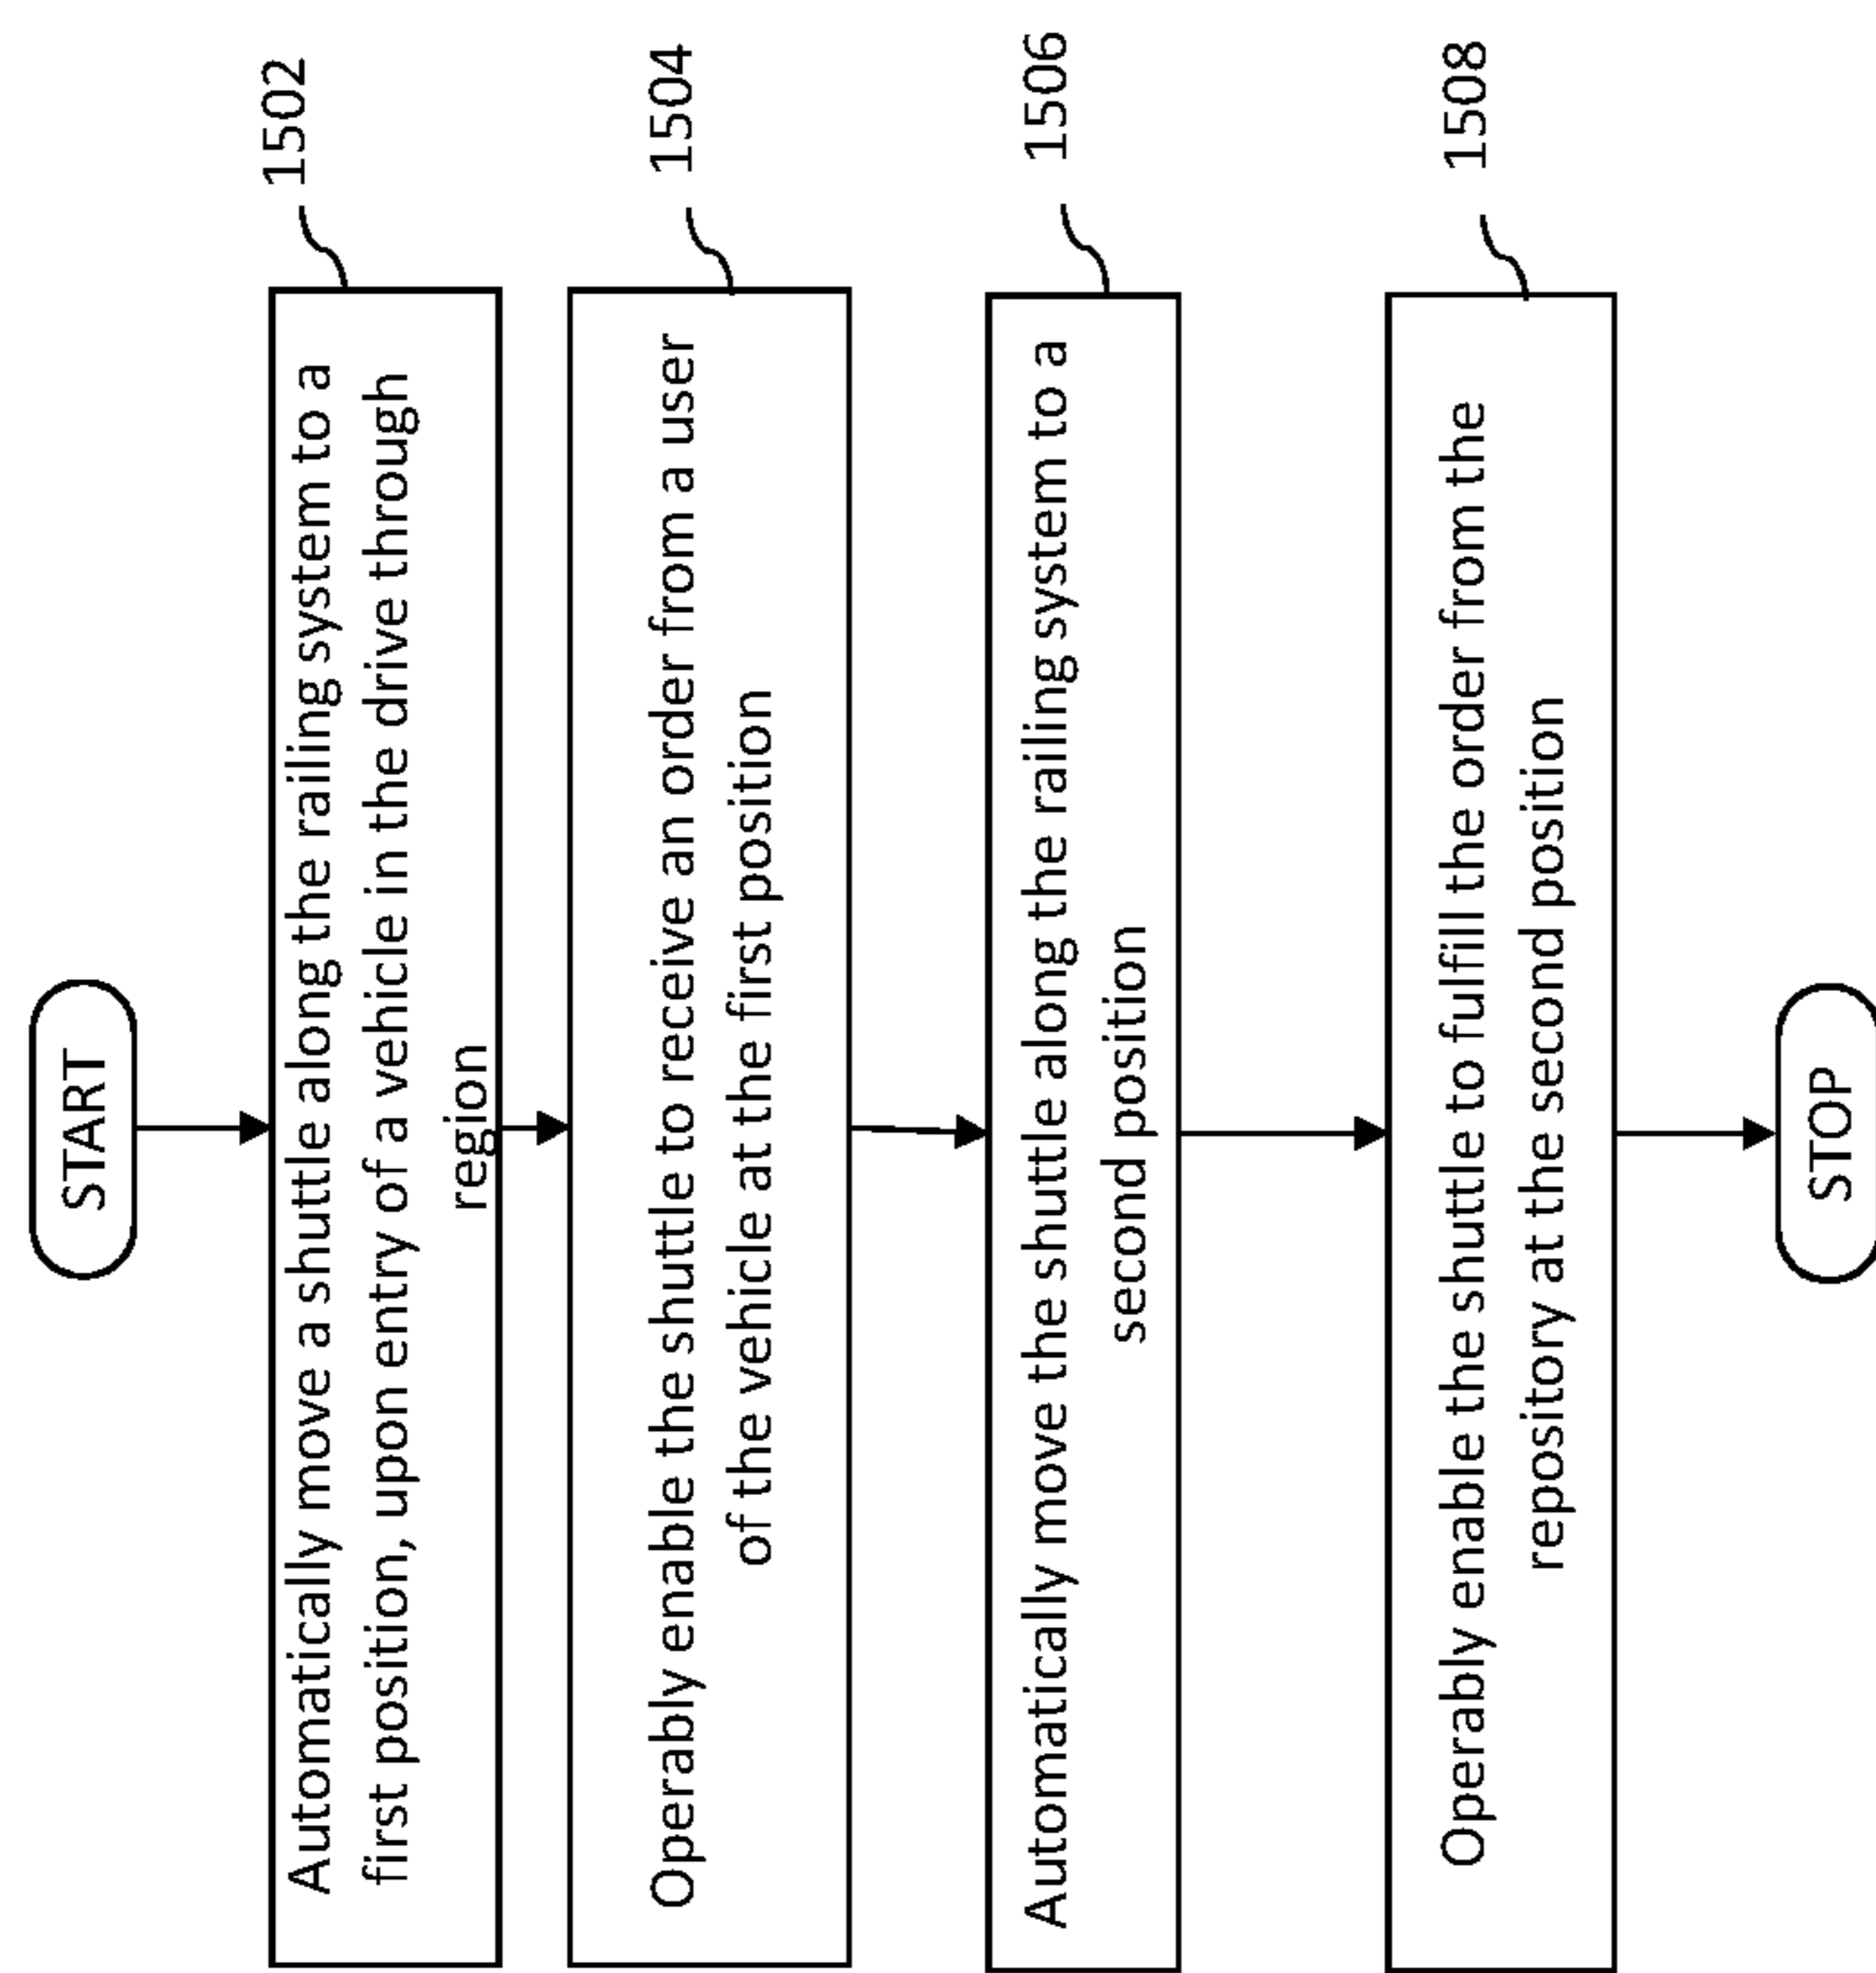 START
1502
Automatically move a shuttle along the railing system to a
first position, upon entry of a vehicle in the drive through
region
1504
Operably enable the shuttle to receive an order from a user
of the vehicle at the first position
1506
Automatically move the shuttle along the railing system to a
second position
1508
Operably enable the shuttle to fulfill the order from the
repository at the second position
STOP